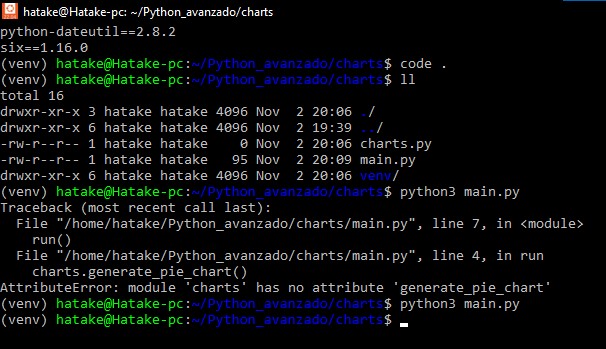 hatake@Hatake-pc: ~/Python_avanzado/charts
python-dateutil==2.8.2
six==1.16.0
(venv) hatake@Hatake-pc:~/Python_avanzado/charts$ code .
(venv) hatake@Hatake-pc:~/Python_avanzado/charts$ ll
total 16
drwxr-xr-x 3 hatake hatake 4096 Nov  2 20:06 ./
drwxr-xr-x 6 hatake hatake 4096 Nov  2 19:39 ../
-rw-r--r-- 1 hatake hatake    0 Nov  2 20:06 charts.py
-rw-r--r-- 1 hatake hatake   95 Nov  2 20:09 main.py
drwxr-xr-x 6 hatake hatake 4096 Nov  2 20:06 venv/
(venv) hatake@Hatake-pc:~/Python_avanzado/charts$ python3 main.py
Traceback (most recent call last):
  File "/home/hatake/Python_avanzado/charts/main.py", line 7, in <module>
    run()
  File "/home/hatake/Python_avanzado/charts/main.py", line 4, in run
    charts.generate_pie_chart()
AttributeError: module 'charts' has no attribute 'generate_pie_chart'
(venv) hatake@Hatake-pc:~/Python_avanzado/charts$ python3 main.py
(venv) hatake@Hatake-pc:~/Python_avanzado/charts$